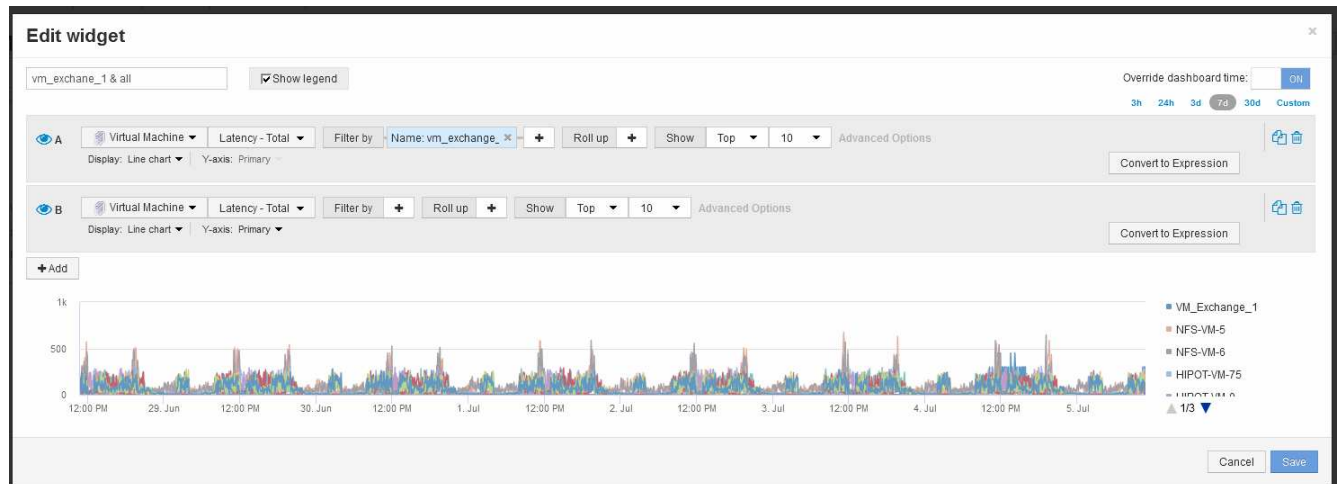 Edit widget
vm_exchane_1 & all Show legend Override dashboard time: ON
3h 24h 3d 7d 30d Custom
A Virtual Machine Latency - Total Filter by Name: vm_exchange_ Roll up Show Top 10 Advanced Options
Display: Line chart Y-axis: Primary Convert to Expression
B Virtual Machine Latency - Total Filter by Roll up Show Top 10 Advanced Options
Display: Line chart Y-axis: Primary Convert to Expression
+Add
1k
500
0
12:00 PM 29. Jun 12:00 PM 30. Jun 12:00 PM 1. Jul 12:00 PM 2. Jul 12:00 PM 3. Jul 12:00 PM 4. Jul 12:00 PM 5. Jul
VM_Exchange_1
NFS-VM-5
NFS-VM-6
HIPOT-VM-75
1/3
Cancel Save